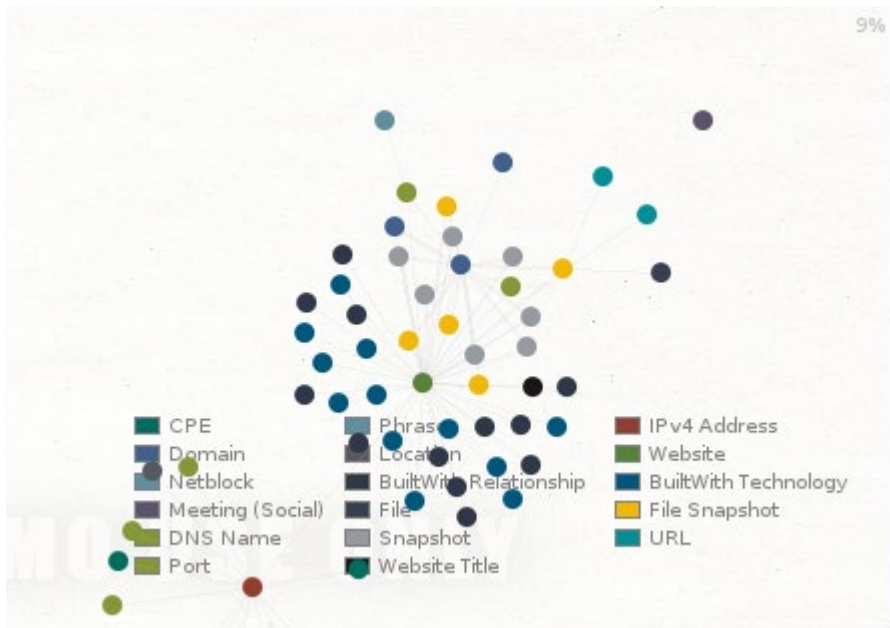 9%
CPE Phrase IPv4 Address
Domain Location Website
Netblock BuiltWith Relationship BuiltWith Technology
Meeting (Social) File File Snapshot
DNS Name Snapshot URL
Port Website Title